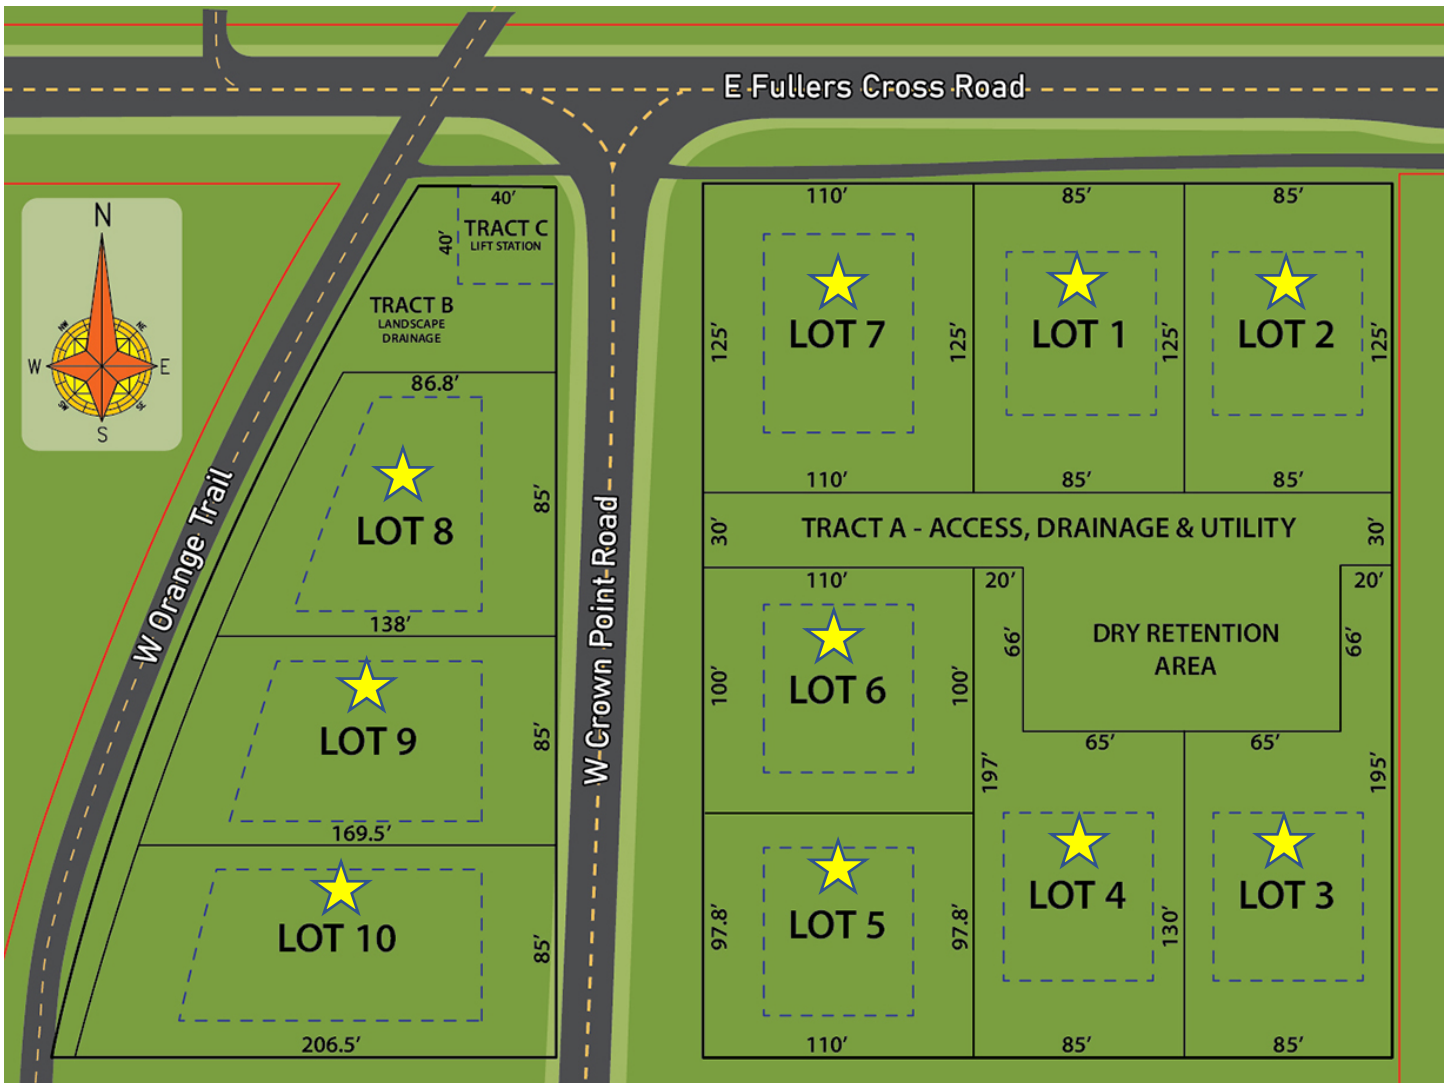 E Fullers Cross Road
N
NW
NE
W
E
SW
SE
S
40'
40'
TRACT C
LIFT STATION
TRACT B
LANDSCAPE
DRAINAGE
86.8'
LOT 8
85'
138'
LOT 9
85'
169.5'
LOT 10
85'
206.5'
W Orange Trail
W Crown Point Road
110'
85'
85'
125'
LOT 7
125'
LOT 1
125'
LOT 2
125'
110'
85'
85'
30'
TRACT A - ACCESS, DRAINAGE & UTILITY
30'
110'
20'
20'
66'
DRY RETENTION
AREA
66'
100'
LOT 6
100'
65'
65'
197'
195'
97.8'
LOT 5
97.8'
LOT 4
130'
LOT 3
110'
85'
85'